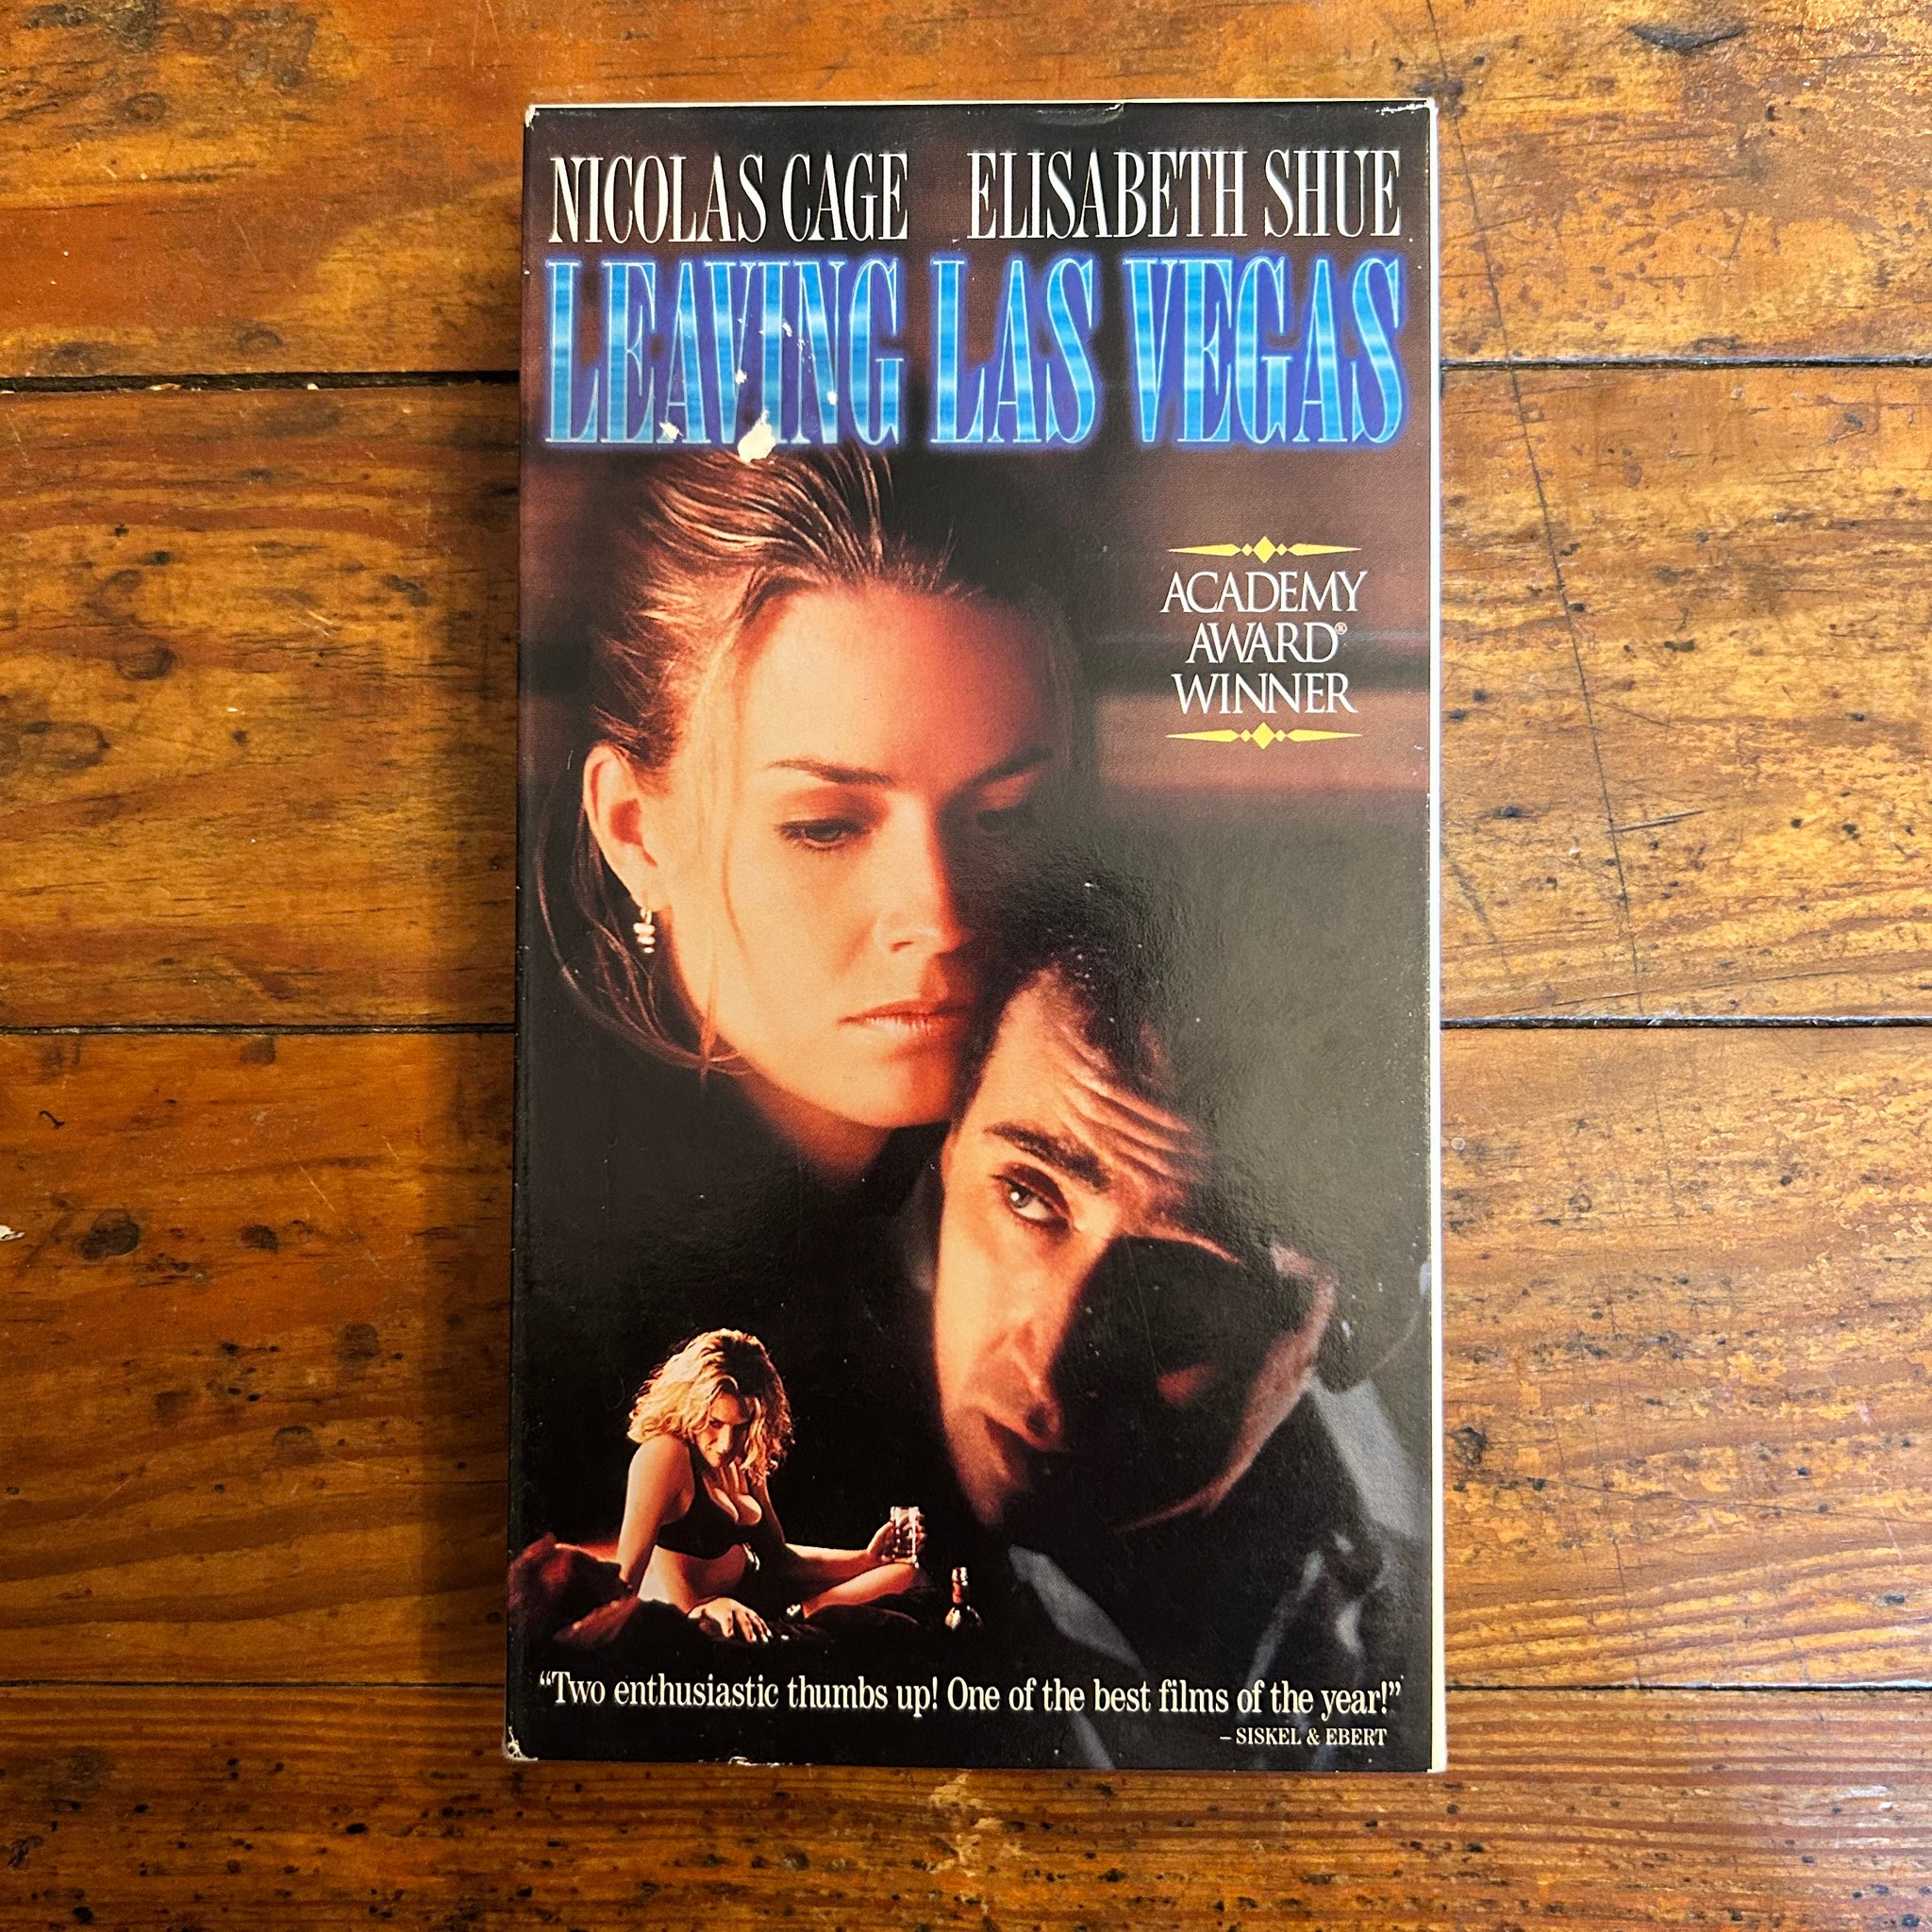 NICOLAS CAGE ELISABETH SHUE
LEAVING LAS VEGAS
ACADEMY
AWARD®
WINNER
“Two enthusiastic thumbs up! One of the best films of the year!”
– SISKEL & EBERT